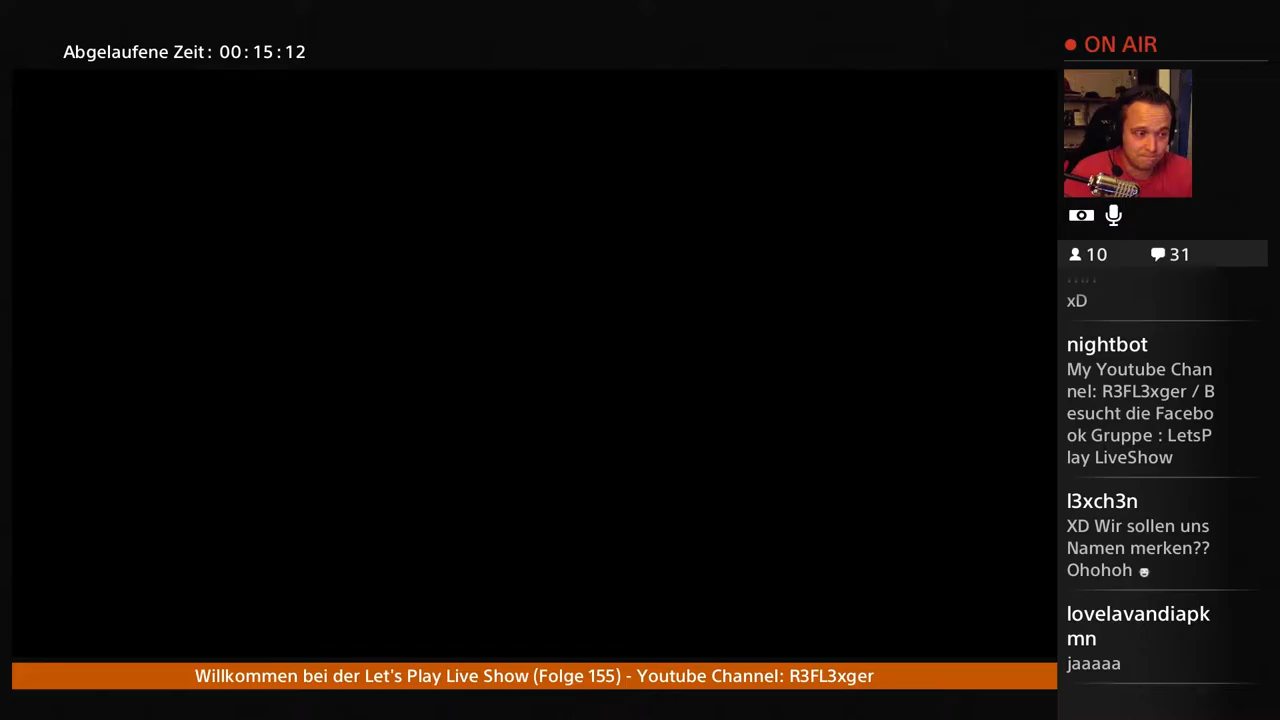 Abgelaufene Zeit: 00:15:12
ON AIR
10 31
xD
nightbot
My Youtube Chan
nel: R3FL3xger / B
esucht die Facebo
ok Gruppe : LetsP
lay LiveShow
l3xch3n
XD Wir sollen uns
Namen merken??
Ohohoh
lovelavandiapk
mn
jaaaaa
Willkommen bei der Let's Play Live Show (Folge 155) - Youtube Channel: R3FL3xger